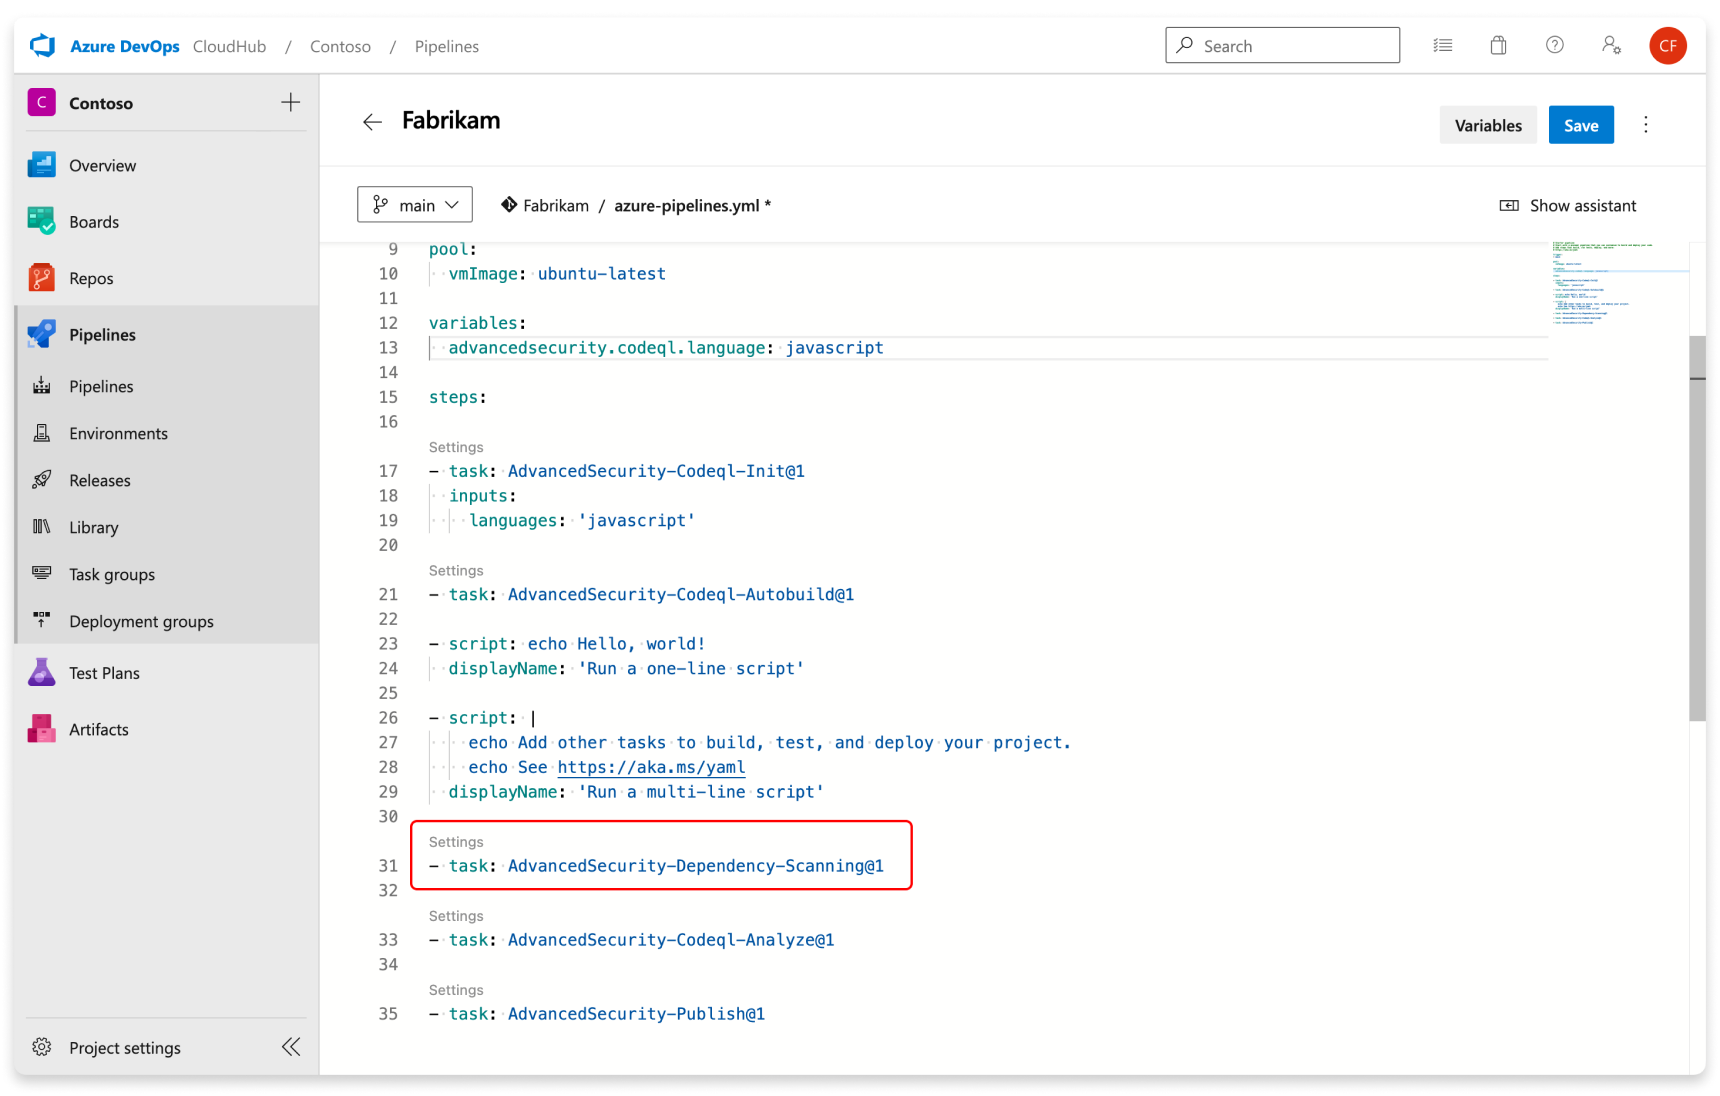 Azure DevOps CloudHub / Contoso / Pipelines
Search
CF
C Contoso
Overview
Boards
Repos
Pipelines
Pipelines
Environments
Releases
Library
Task groups
Deployment groups
Test Plans
Artifacts
Project settings
Fabrikam
Variables
Save
main
Fabrikam / azure-pipelines.yml *
Show assistant
9 pool:
10 vmImage: ubuntu-latest
11
12 variables:
13 advancedsecurity.codeql.language: javascript
14
15 steps:
16
Settings
17 - task: AdvancedSecurity-Codeql-Init@1
18 inputs:
19 languages: 'javascript'
20
Settings
21 - task: AdvancedSecurity-Codeql-Autobuild@1
22
23 - script: echo Hello, world!
24 displayName: 'Run a one-line script'
25
26 - script: |
27 echo Add other tasks to build, test, and deploy your project.
28 echo See https://aka.ms/yaml
29 displayName: 'Run a multi-line script'
30
Settings
31 - task: AdvancedSecurity-Dependency-Scanning@1
32
Settings
33 - task: AdvancedSecurity-Codeql-Analyze@1
34
Settings
35 - task: AdvancedSecurity-Publish@1